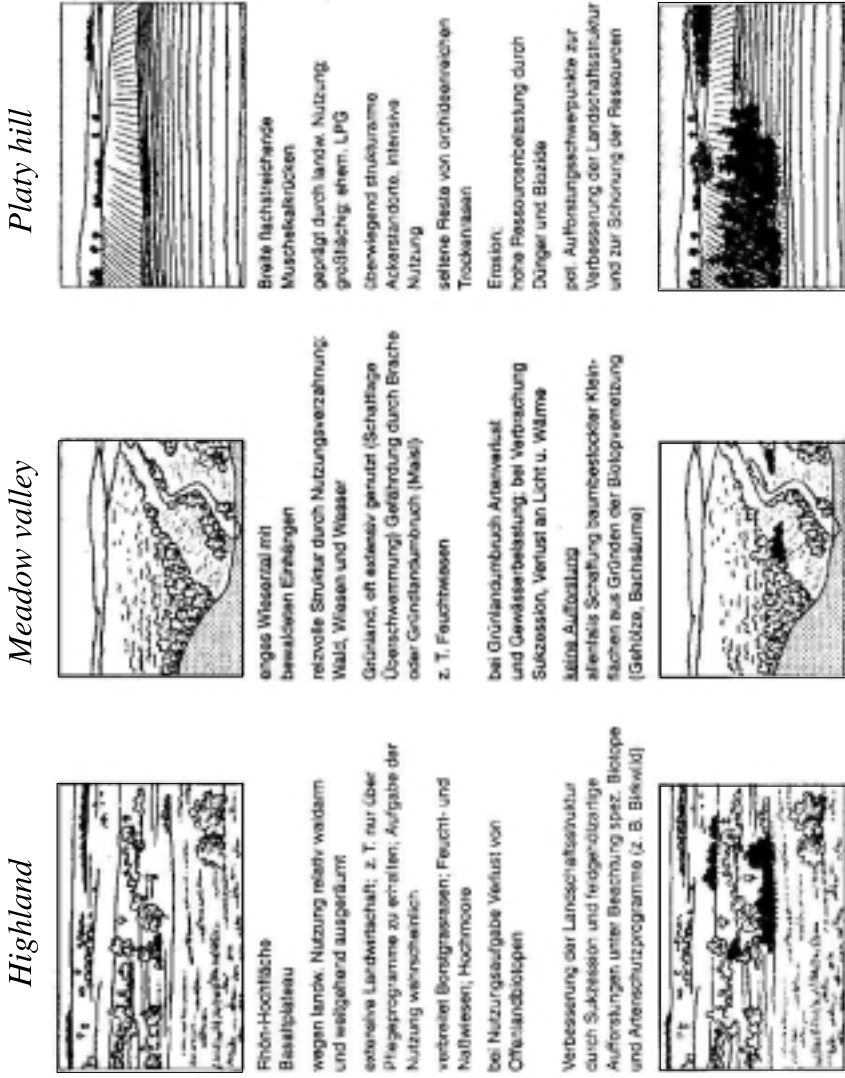 Highland
Rhön-Hochfläche
Basaltplateau
wegen landw. Nutzung relativ waldarm
und weitgehend ausgeräumt
extensive Landwirtschaft; z. T. nur über
Pflegeprogramme zu erhalten; Aufgabe der
Nutzung wahrscheinlich
verbreitet Borstgrasrasen; Feucht- und
Naßwiesen; Hochmoore
bei Nutzungsaufgabe Verlust von
Offenlandbiotopen
Verbesserung der Landschaftsstruktur
durch Sukzession und feldgehölzartige
Aufforstungen unter Beachtung spez. Biotope
und Artenschutzprogramme (z. B. Birkwild)
Meadow valley
enges Wiesental mit
bewaldeten Einhängen
reizvolle Struktur durch Nutzungsverzahnung:
Wald, Wiesen und Wasser
Grünland, oft extensiv genutzt (Schattlage
Überschwemmung) Gefährdung durch Brache
oder Grünlandumbruch (Mais!)
z. T. Feuchtwiesen
bei Grünlandumbruch Artenverlust
und Gewässerbelastung; bei Verbrachung
Sukzession, Verlust an Licht u. Wärme
keine Aufforstung
allenfalls Schaffung baumbestockter Klein-
flächen aus Gründen der Biotopvernetzung
(Gehölze, Bachsäume)
Platy hill
Breite flachstreichende
Muschelkalkrücken
geprägt durch landw. Nutzung;
großflächig; ehem. LPG
überwiegend strukturarme
Ackerstandorte, intensive
Nutzung
seltene Reste von orchideenreichen
Trockenrasen
Erosion;
hohe Ressourcenbelastung durch
Dünger und Biozide
pot. Aufforstungsschwerpunkte zur
Verbesserung der Landschaftsstruktur
und zur Schonung der Ressourcen